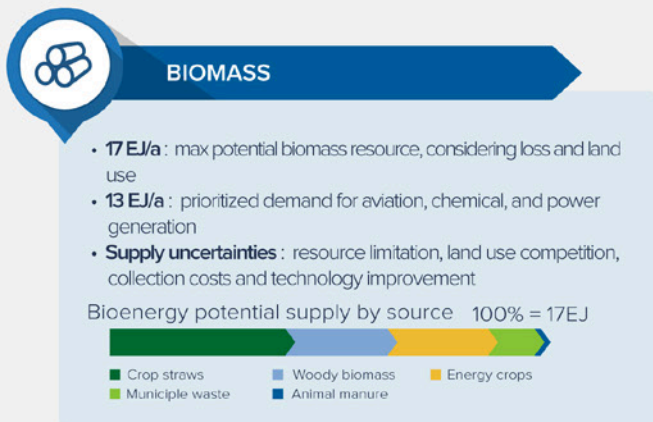 BIOMASS
• 17 EJ/a : max potential biomass resource, considering loss and land
use
• 13 EJ/a : prioritized demand for aviation, chemical, and power
generation
• Supply uncertainties : resource limitation, land use competition,
collection costs and technology improvement
Bioenergy potential supply by source 100% = 17EJ
Crop straws Woody biomass Energy crops
Municiple waste Animal manure